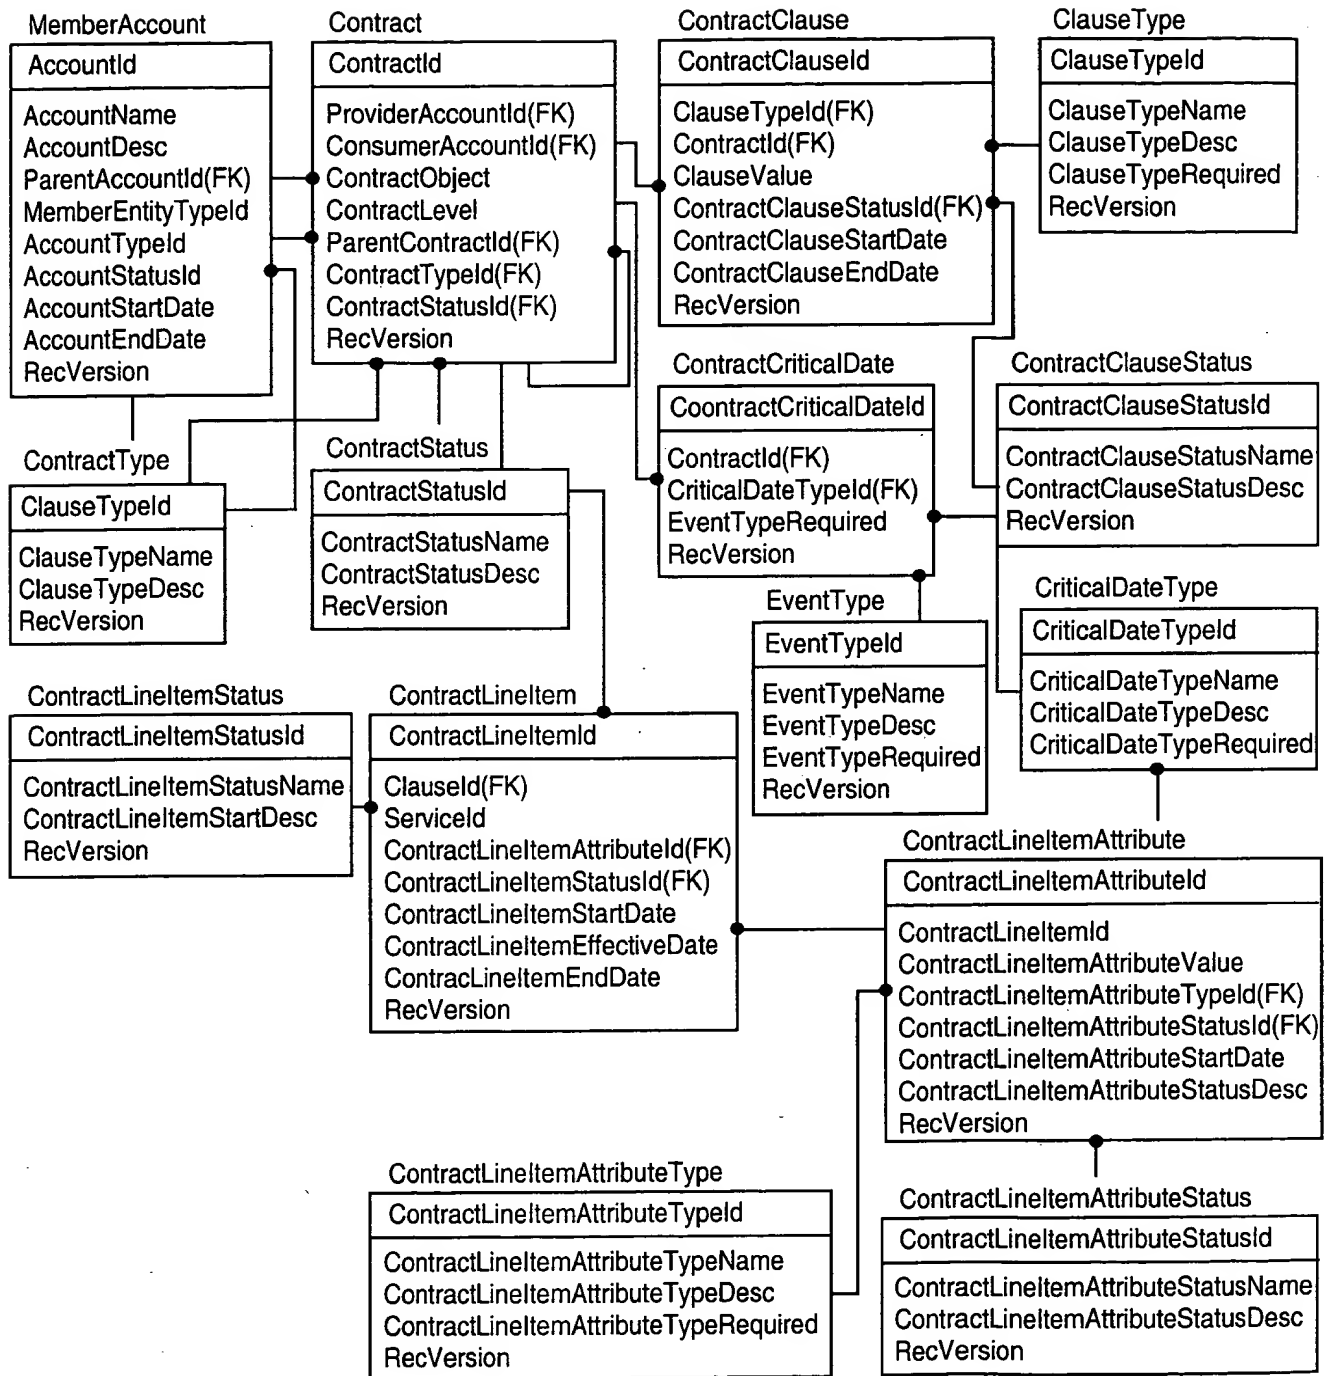 MemberAccount
AccountId
AccountName
AccountDesc
ParentAccountId(FK)
MemberEntityTypeId
AccountTypeId
AccountStatusId
AccountStartDate
AccountEndDate
RecVersion
Contract
ContractId
ProviderAccountId(FK)
ConsumerAccountId(FK)
ContractObject
ContractLevel
ParentContractId(FK)
ContractTypeId(FK)
ContractStatusId(FK)
RecVersion
ContractClause
ContractClauseId
ClauseTypeId(FK)
ContractId(FK)
ClauseValue
ContractClauseStatusId(FK)
ContractClauseStartDate
ContractClauseEndDate
RecVersion
ClauseType
ClauseTypeId
ClauseTypeName
ClauseTypeDesc
ClauseTypeRequired
RecVersion
ContractType
ClauseTypeId
ClauseTypeName
ClauseTypeDesc
RecVersion
ContractStatus
ContractStatusId
ContractStatusName
ContractStatusDesc
RecVersion
ContractCriticalDate
CoontractCriticalDateId
ContractId(FK)
CriticalDateTypeId(FK)
EventTypeRequired
RecVersion
ContractClauseStatus
ContractClauseStatusId
ContractClauseStatusName
ContractClauseStatusDesc
RecVersion
EventType
EventTypeId
EventTypeName
EventTypeDesc
EventTypeRequired
RecVersion
CriticalDateType
CriticalDateTypeId
CriticalDateTypeName
CriticalDateTypeDesc
CriticalDateTypeRequired
ContractLineItemStatus
ContractLineItemStatusId
ContractLineItemStatusName
ContractLineItemStartDesc
RecVersion
ContractLineItem
ContractLineItemId
ClauseId(FK)
ServiceId
ContractLineItemAttributeId(FK)
ContractLineItemStatusId(FK)
ContractLineItemStartDate
ContractLineItemEffectiveDate
ContracLineItemEndDate
RecVersion
ContractLineItemAttribute
ContractLineItemAttributeId
ContractLineItemId
ContractLineItemAttributeValue
ContractLineItemAttributeTypeId(FK)
ContractLineItemAttributeStatusId(FK)
ContractLineItemAttributeStartDate
ContractLineItemAttributeStatusDesc
RecVersion
ContractLineItemAttributeType
ContractLineItemAttributeTypeId
ContractLineItemAttributeTypeName
ContractLineItemAttributeTypeDesc
ContractLineItemAttributeTypeRequired
RecVersion
ContractLineItemAttributeStatus
ContractLineItemAttributeStatusId
ContractLineItemAttributeStatusName
ContractLineItemAttributeStatusDesc
RecVersion